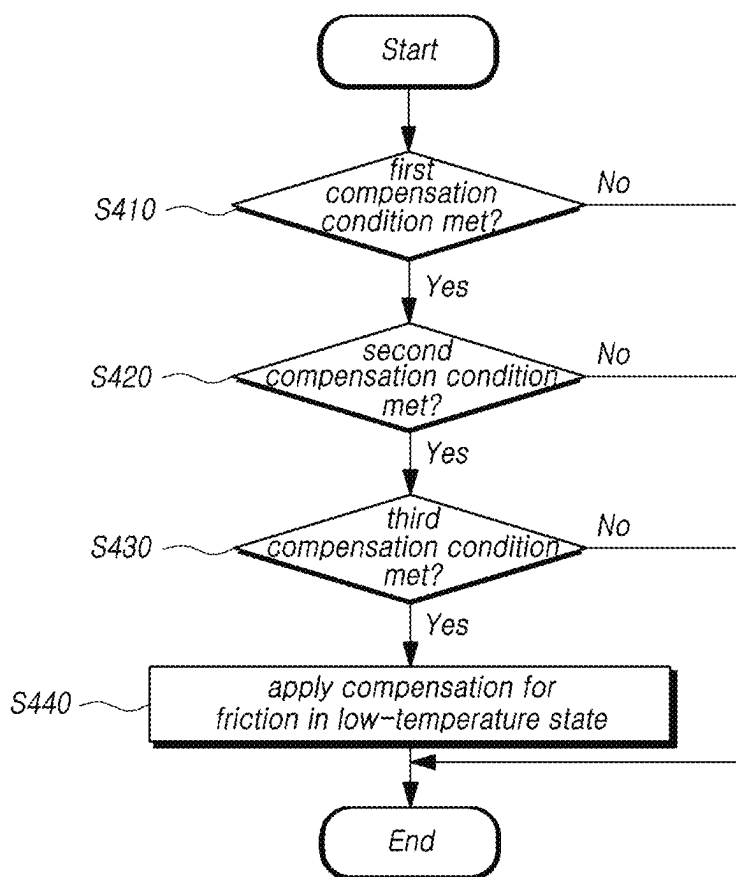 Start
first
compensation
condition met?
No
S410
Yes
second
compensation condition
met?
No
S420
Yes
third
compensation condition
met?
No
S430
Yes
apply compensation for
friction in low-temperature state
S440
End